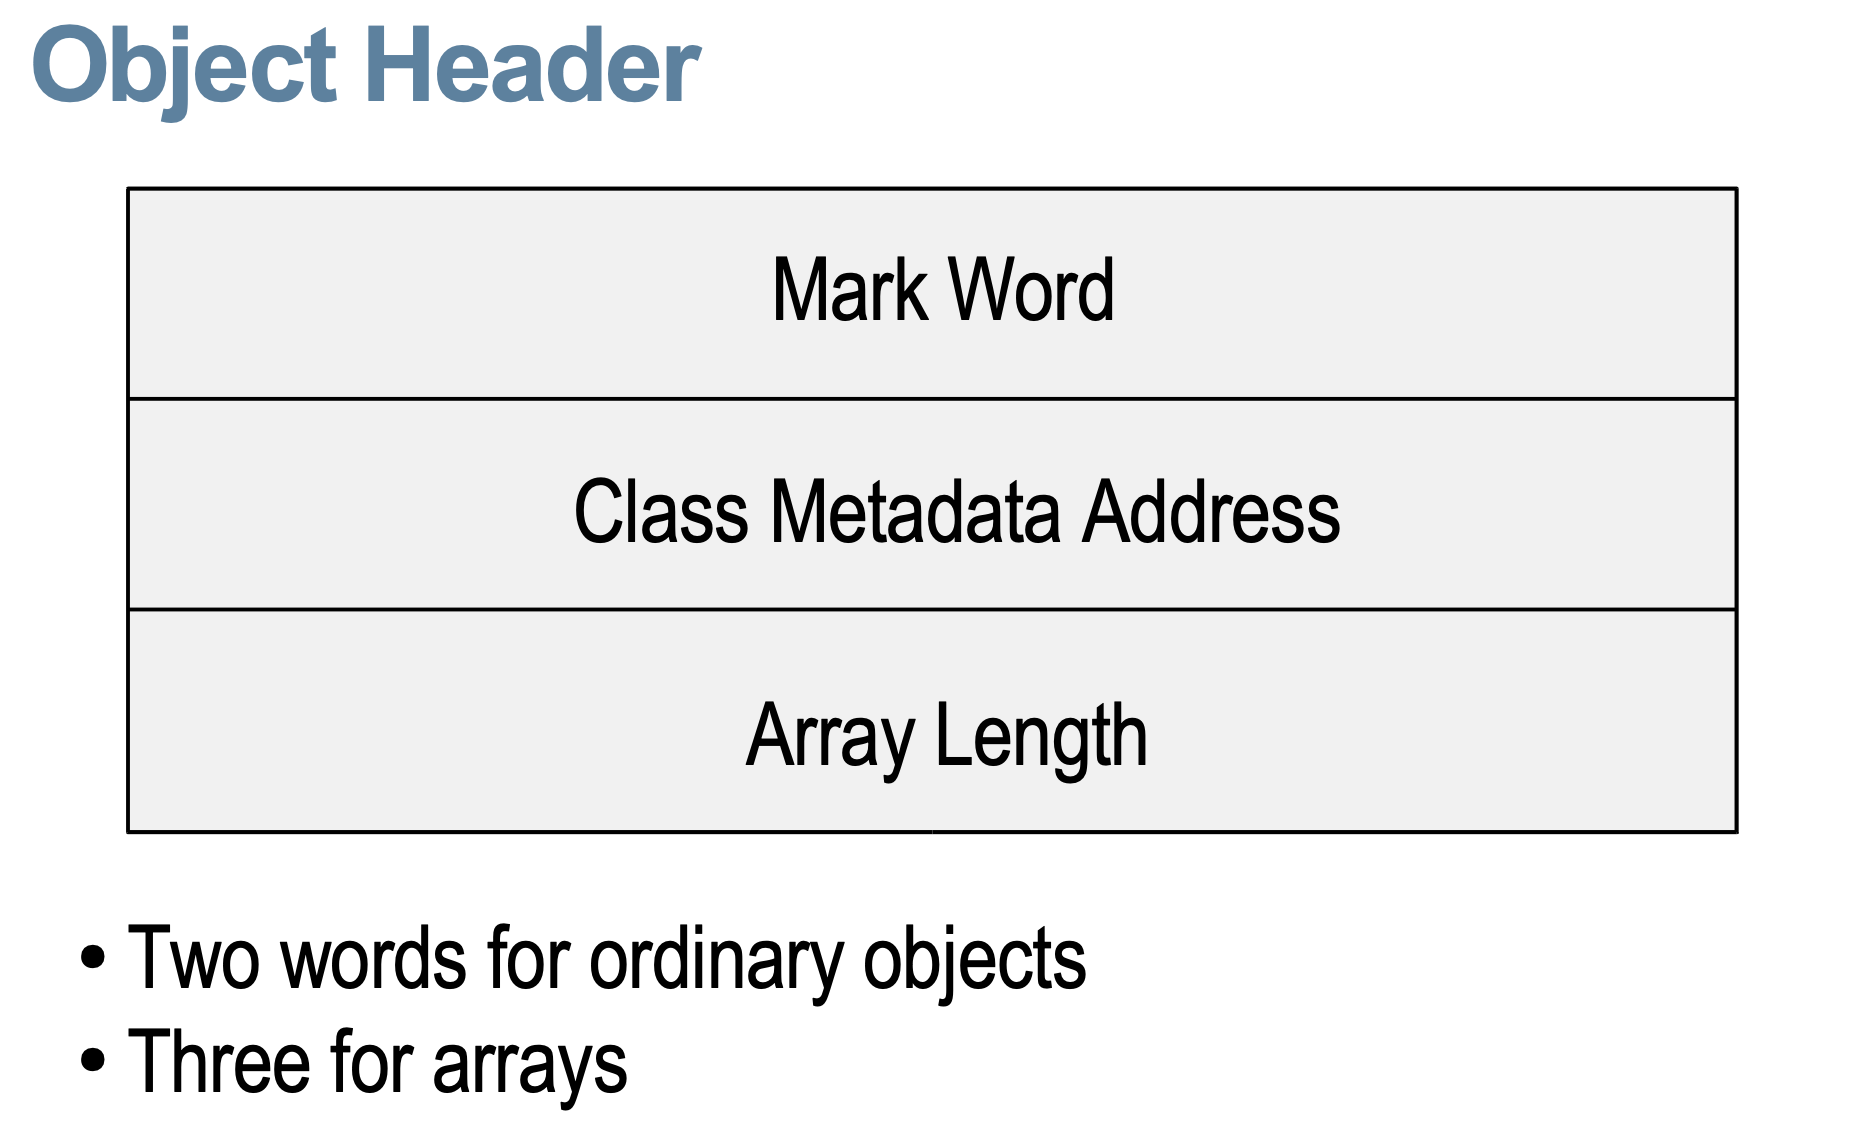 Object Header
Mark Word
Class Metadata Address
Array Length
• Two words for ordinary objects
• Three for arrays